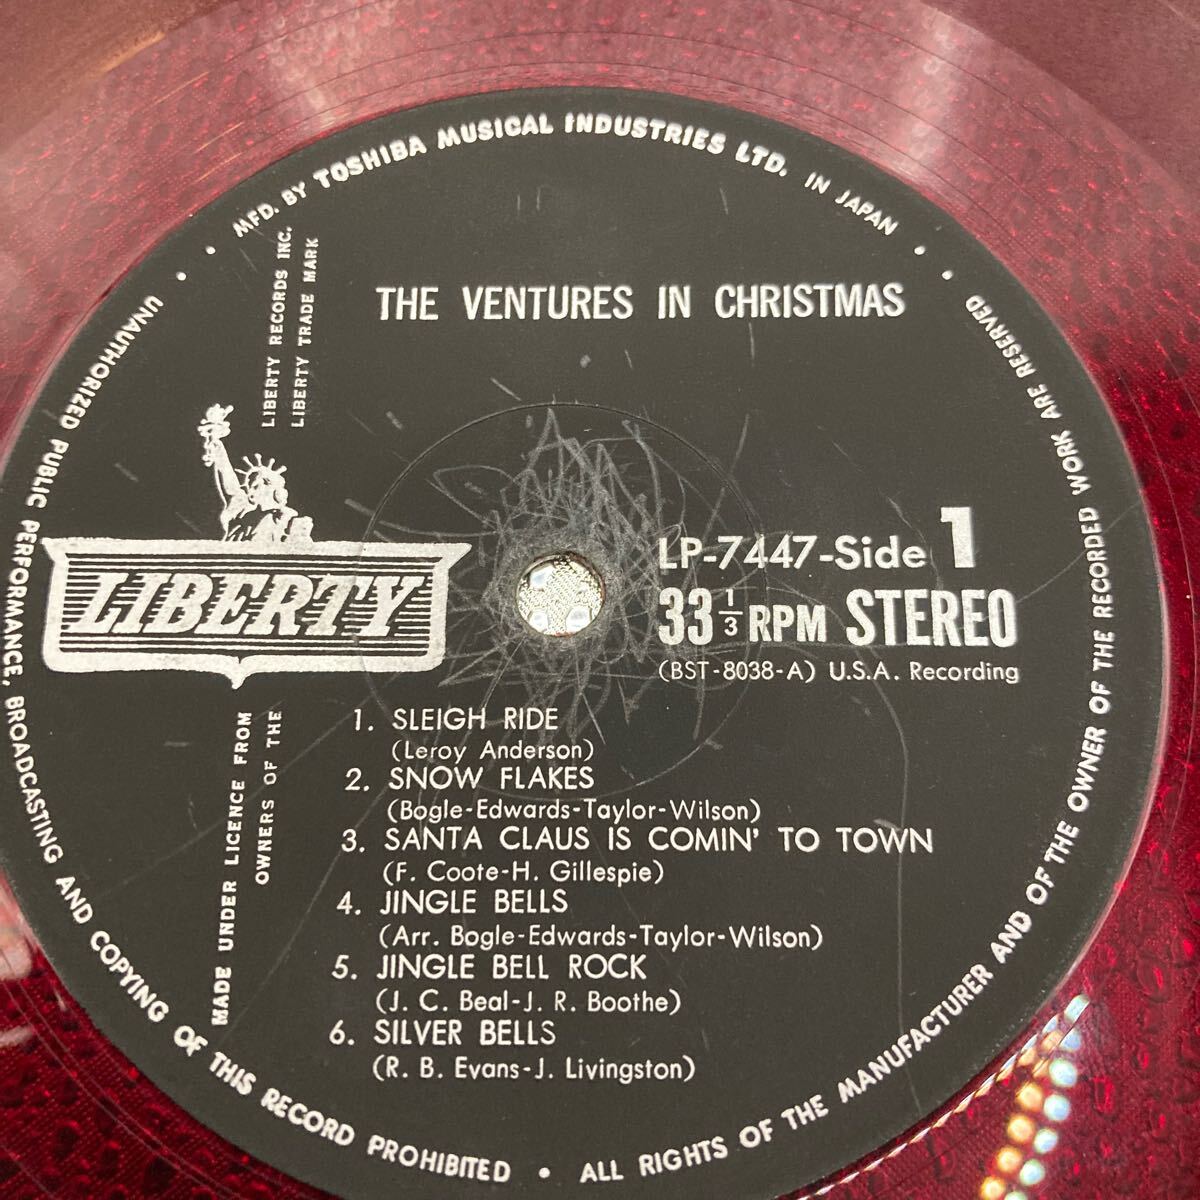 MFD. BY TOSHIBA MUSICAL INDUSTRIES LTD. IN JAPAN
THE VENTURES IN CHRISTMAS
LIBERTY RECORDS INC.
LIBERTY TRADE MARK
LIBERTY
LP-7447-Side 1
33 1/3 RPM STEREO
(BST-8038-A) U.S.A. Recording
1. SLEIGH RIDE
(Leroy Anderson)
2. SNOW FLAKES
(Bogle-Edwards-Taylor-Wilson)
3. SANTA CLAUS IS COMIN' TO TOWN
(F. Coote-H. Gillespie)
4. JINGLE BELLS
(Arr. Bogle-Edwards-Taylor-Wilson)
5. JINGLE BELL ROCK
(J. C. Beal-J. R. Boothe)
6. SILVER BELLS
(R. B. Evans-J. Livingston)
MADE UNDER LICENCE FROM
OWNERS OF THE
UNAUTHORIZED PUBLIC PERFORMANCE, BROADCASTING AND COPYING OF THIS RECORD PROHIBITED • ALL RIGHTS OF THE MANUFACTURER AND OF THE OWNER OF THE RECORDED WORK ARE RESERVED